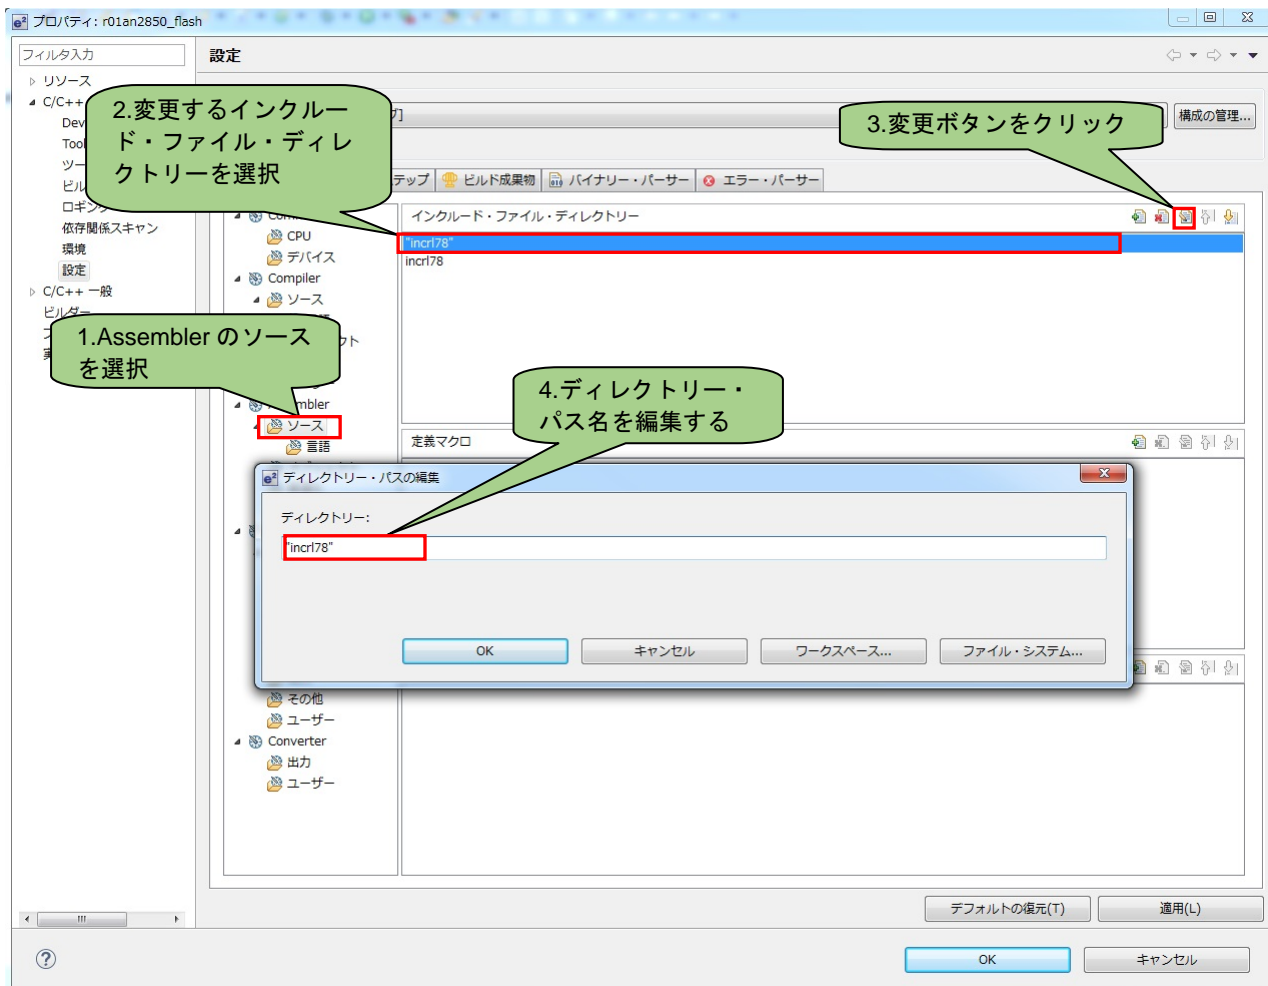 プロパティ: r01an2850_flash
フィルタ入力
設定
リソース
C/C++
2.変更するインクルー
ド・ファイル・ディレ
クトリーを選択
3.変更ボタンをクリック
構成の管理...
テップ
ビルド成果物
バイナリー・パーサー
エラー・パーサー
ロギング
依存関係スキャン
環境
設定
C/C++ 一般
ビルダー
CPU
デバイス
Compiler
ソース
インクルード・ファイル・ディレクトリー
"incrl78"
incrl78
1.Assembler のソース
を選択
4.ディレクトリー・
パス名を編集する
ソース
言語
定義マクロ
ディレクトリー・パスの編集
ディレクトリー:
"incrl78"
OK
キャンセル
ワークスペース...
ファイル・システム...
その他
ユーザー
Converter
出力
ユーザー
デフォルトの復元(T)
適用(L)
OK
キャンセル